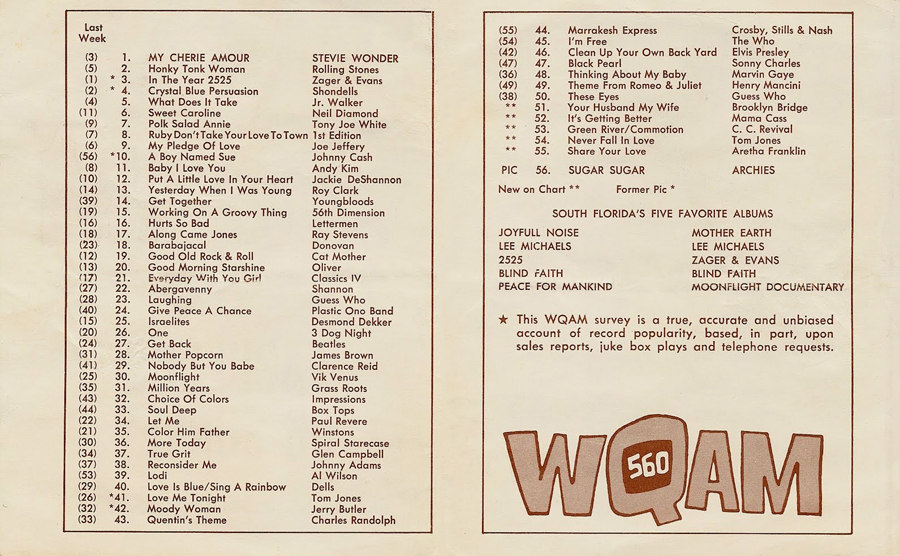 Last
Week
(3) 1. MY CHERIE AMOUR STEVIE WONDER
(5) 2. Honky Tonk Woman Rolling Stones
(1) * 3. In The Year 2525 Zager & Evans
(2) * 4. Crystal Blue Persuasion Shondells
(4) 5. What Does It Take Jr. Walker
(11) 6. Sweet Caroline Neil Diamond
(9) 7. Polk Salad Annie Tony Joe White
(7) 8. Ruby Don't Take Your Love To Town 1st Edition
(6) 9. My Pledge Of Love Joe Jeffery
(56) *10. A Boy Named Sue Johnny Cash
(8) 11. Baby I Love You Andy Kim
(10) 12. Put A Little Love In Your Heart Jackie DeShannon
(14) 13. Yesterday When I Was Young Roy Clark
(39) 14. Get Together Youngbloods
(19) 15. Working On A Groovy Thing 56th Dimension
(16) 16. Hurts So Bad Lettermen
(18) 17. Along Came Jones Ray Stevens
(23) 18. Barabajacal Donovan
(12) 19. Good Old Rock & Roll Cat Mother
(13) 20. Good Morning Starshine Oliver
(17) 21. Everyday With You Girl Classics IV
(27) 22. Abergavenny Shannon
(28) 23. Laughing Guess Who
(40) 24. Give Peace A Chance Plastic Ono Band
(15) 25. Israelites Desmond Dekker
(20) 26. One 3 Dog Night
(24) 27. Get Back Beatles
(31) 28. Mother Popcorn James Brown
(41) 29. Nobody But You Babe Clarence Reid
(25) 30. Moonflight Vik Venus
(35) 31. Million Years Grass Roots
(43) 32. Choice Of Colors Impressions
(44) 33. Soul Deep Box Tops
(22) 34. Let Me Paul Revere
(21) 35. Color Him Father Winstons
(30) 36. More Today Spiral Starecase
(34) 37. True Grit Glen Campbell
(37) 38. Reconsider Me Johnny Adams
(53) 39. Lodi Al Wilson
(29) 40. Love Is Blue/Sing A Rainbow Dells
(26) *41. Love Me Tonight Tom Jones
(32) *42. Moody Woman Jerry Butler
(33) 43. Quentin's Theme Charles Randolph
(55) 44. Marrakesh Express Crosby, Stills & Nash
(54) 45. I'm Free The Who
(42) 46. Clean Up Your Own Back Yard Elvis Presley
(47) 47. Black Pearl Sonny Charles
(36) 48. Thinking About My Baby Marvin Gaye
(49) 49. Theme From Romeo & Juliet Henry Mancini
(38) 50. These Eyes Guess Who
** 51. Your Husband My Wife Brooklyn Bridge
** 52. It's Getting Better Mama Cass
** 53. Green River/Commotion C. C. Revival
** 54. Never Fall In Love Tom Jones
** 55. Share Your Love Aretha Franklin
PIC 56. SUGAR SUGAR ARCHIES
New on Chart ** Former Pic *
SOUTH FLORIDA'S FIVE FAVORITE ALBUMS
JOYFULL NOISE MOTHER EARTH
LEE MICHAELS LEE MICHAELS
2525 ZAGER & EVANS
BLIND FAITH BLIND FAITH
PEACE FOR MANKIND MOONFLIGHT DOCUMENTARY
★ This WQAM survey is a true, accurate and unbiased
account of record popularity, based, in part, upon
sales reports, juke box plays and telephone requests.
WQAM
560